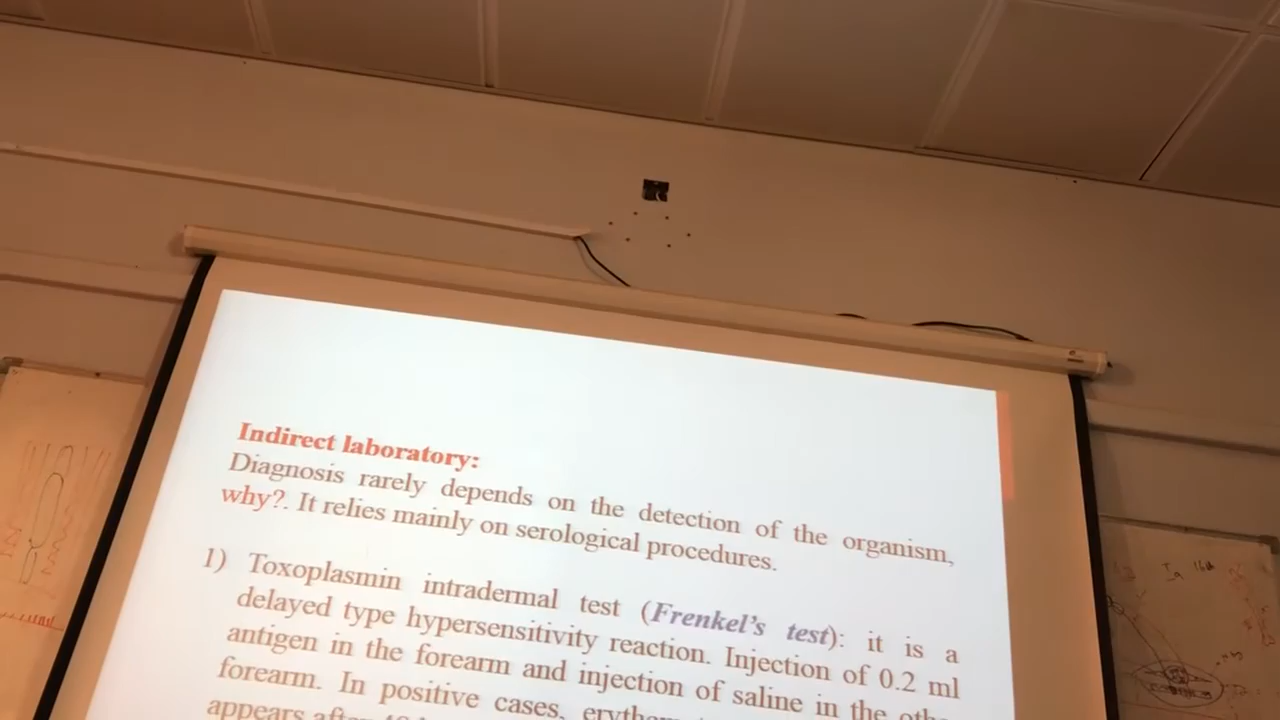 Indirect laboratory:
Diagnosis rarely depends on the detection of the organism,
why?. It relies mainly on serological procedures.
1) Toxoplasmin intradermal test (Frenkel's test): it is a
delayed type hypersensitivity reaction. Injection of 0.2 ml
antigen in the forearm and injection of saline in the
forearm. In positive cases,
appears after